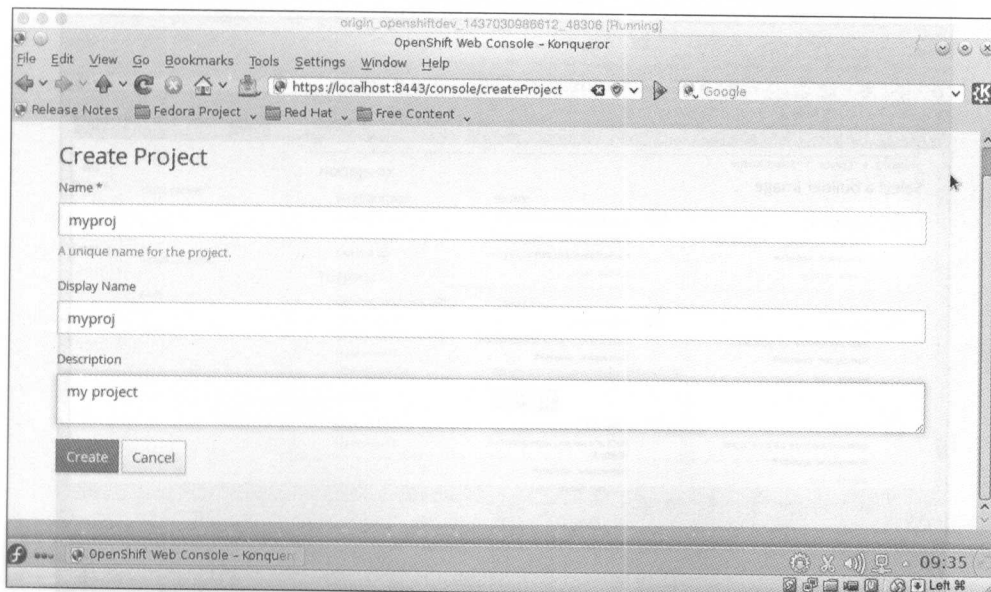 origin_openshiftdev_1437030986612_48306 [Running]
OpenShift Web Console – Konqueror
File Edit View Go Bookmarks Tools Settings Window Help
https://localhost:8443/console/createProject
Google
Release Notes Fedora Project Red Hat Free Content
Create Project
Name *
myproj
A unique name for the project.
Display Name
myproj
Description
my project
Create Cancel
OpenShift Web Console – Konquer
09:35
Left ⌘